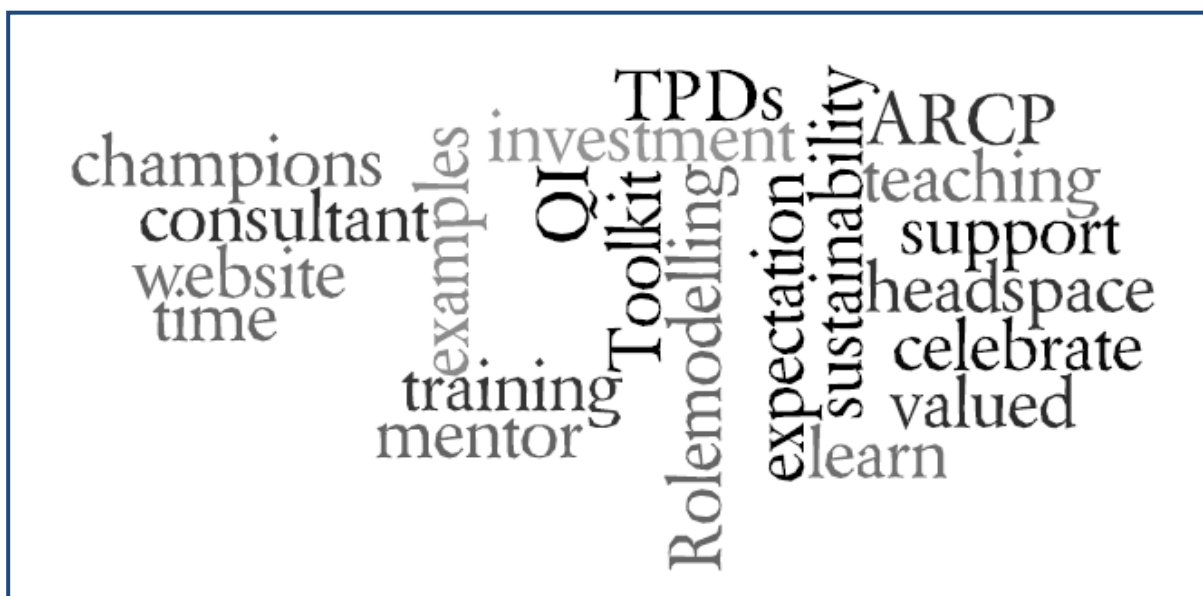 TPDs
ARCP
investment
champions
examples
sustainability
teaching
QI
Toolkit
Rolemodelling
expectation
consultant
support
website
headspace
time
celebrate
training
valued
mentor
learn